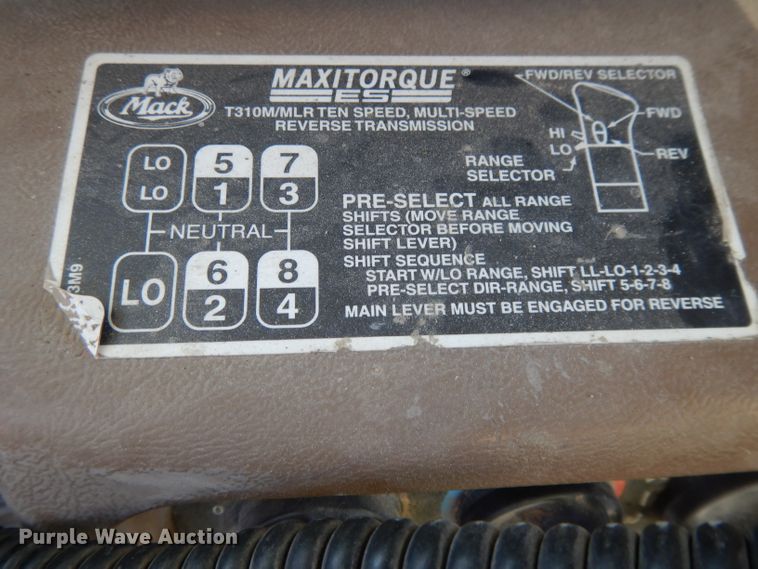 Mack
MAXITORQUE®
ES
T310M/MLR TEN SPEED, MULTI-SPEED
REVERSE TRANSMISSION
FWD/REV SELECTOR
FWD
HI
LO
REV
RANGE
SELECTOR
LO 5 7
LO 1 3
NEUTRAL
LO 6 8
2 4
PRE-SELECT ALL RANGE
SHIFTS (MOVE RANGE
SELECTOR BEFORE MOVING
SHIFT LEVER)
SHIFT SEQUENCE
START W/LO RANGE, SHIFT LL-LO-1-2-3-4
PRE-SELECT DIR-RANGE, SHIFT 5-6-7-8
MAIN LEVER MUST BE ENGAGED FOR REVERSE
3M9
Purple Wave Auction